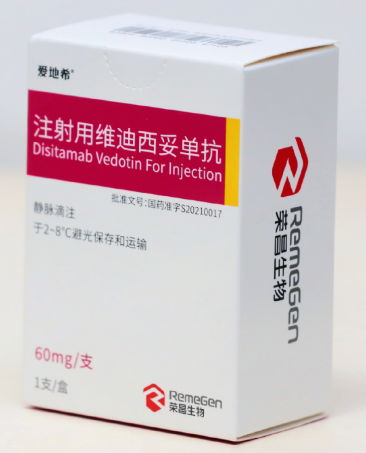 爱地希®
注射用维迪西妥单抗
Disitamab Vedotin For Injection
批准文号:国药准字S20210017
静脉滴注
于2~8℃避光保存和运输
60mg/支
1支/盒
RemeGen
荣昌生物
RemeGen
荣昌生物